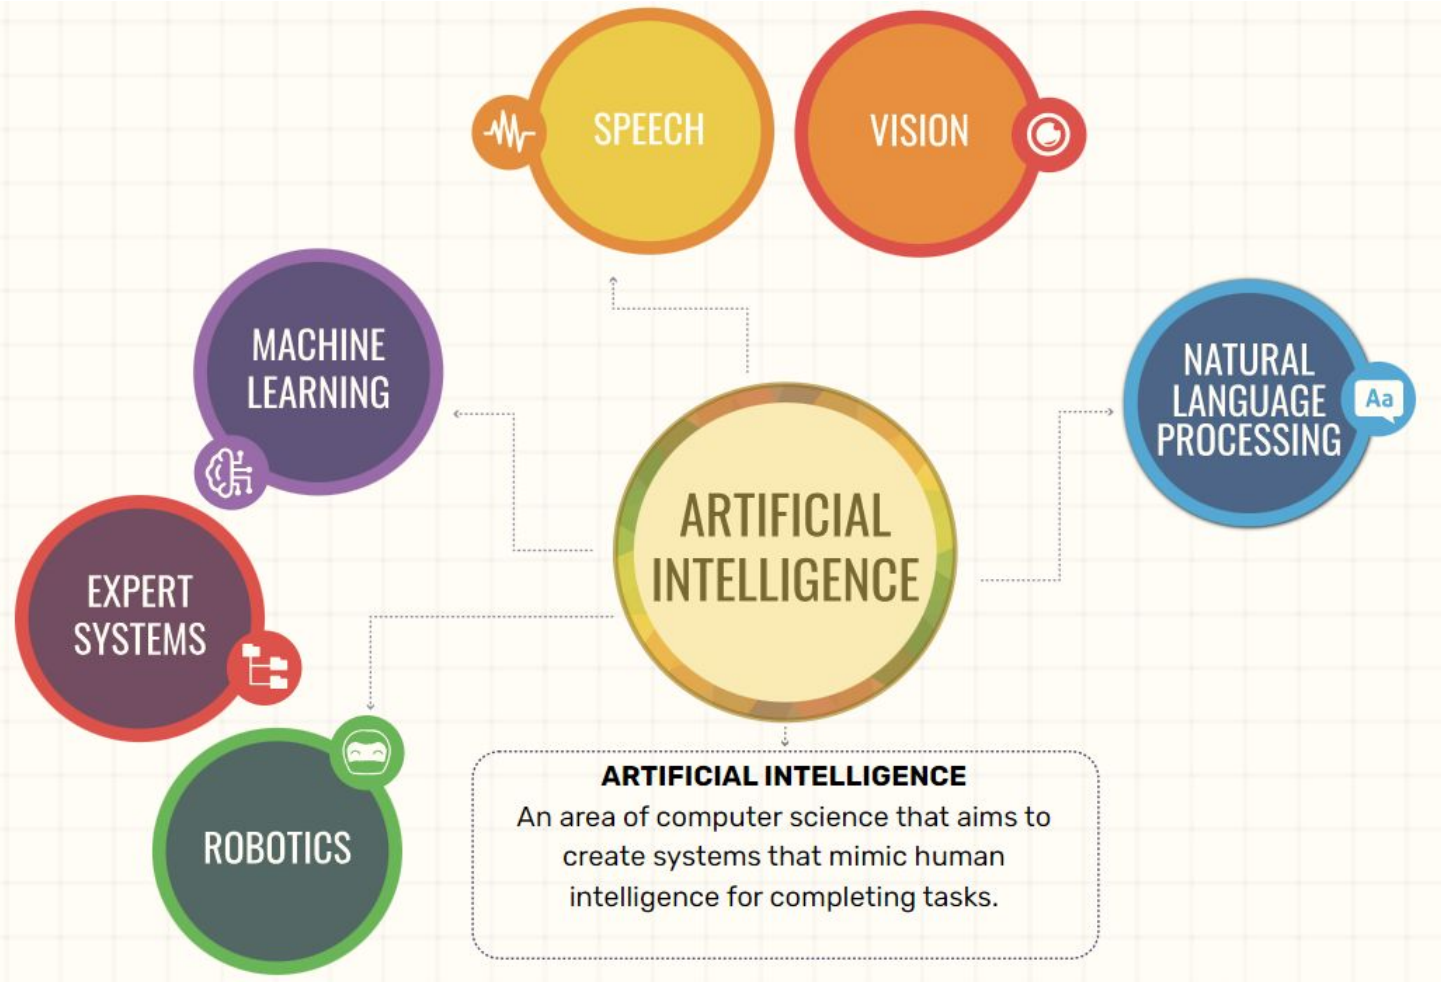 SPEECH
VISION
MACHINE
LEARNING
NATURAL
LANGUAGE
PROCESSING
Aa
ARTIFICIAL
INTELLIGENCE
EXPERT
SYSTEMS
ROBOTICS
ARTIFICIAL INTELLIGENCE
An area of computer science that aims to
create systems that mimic human
intelligence for completing tasks.